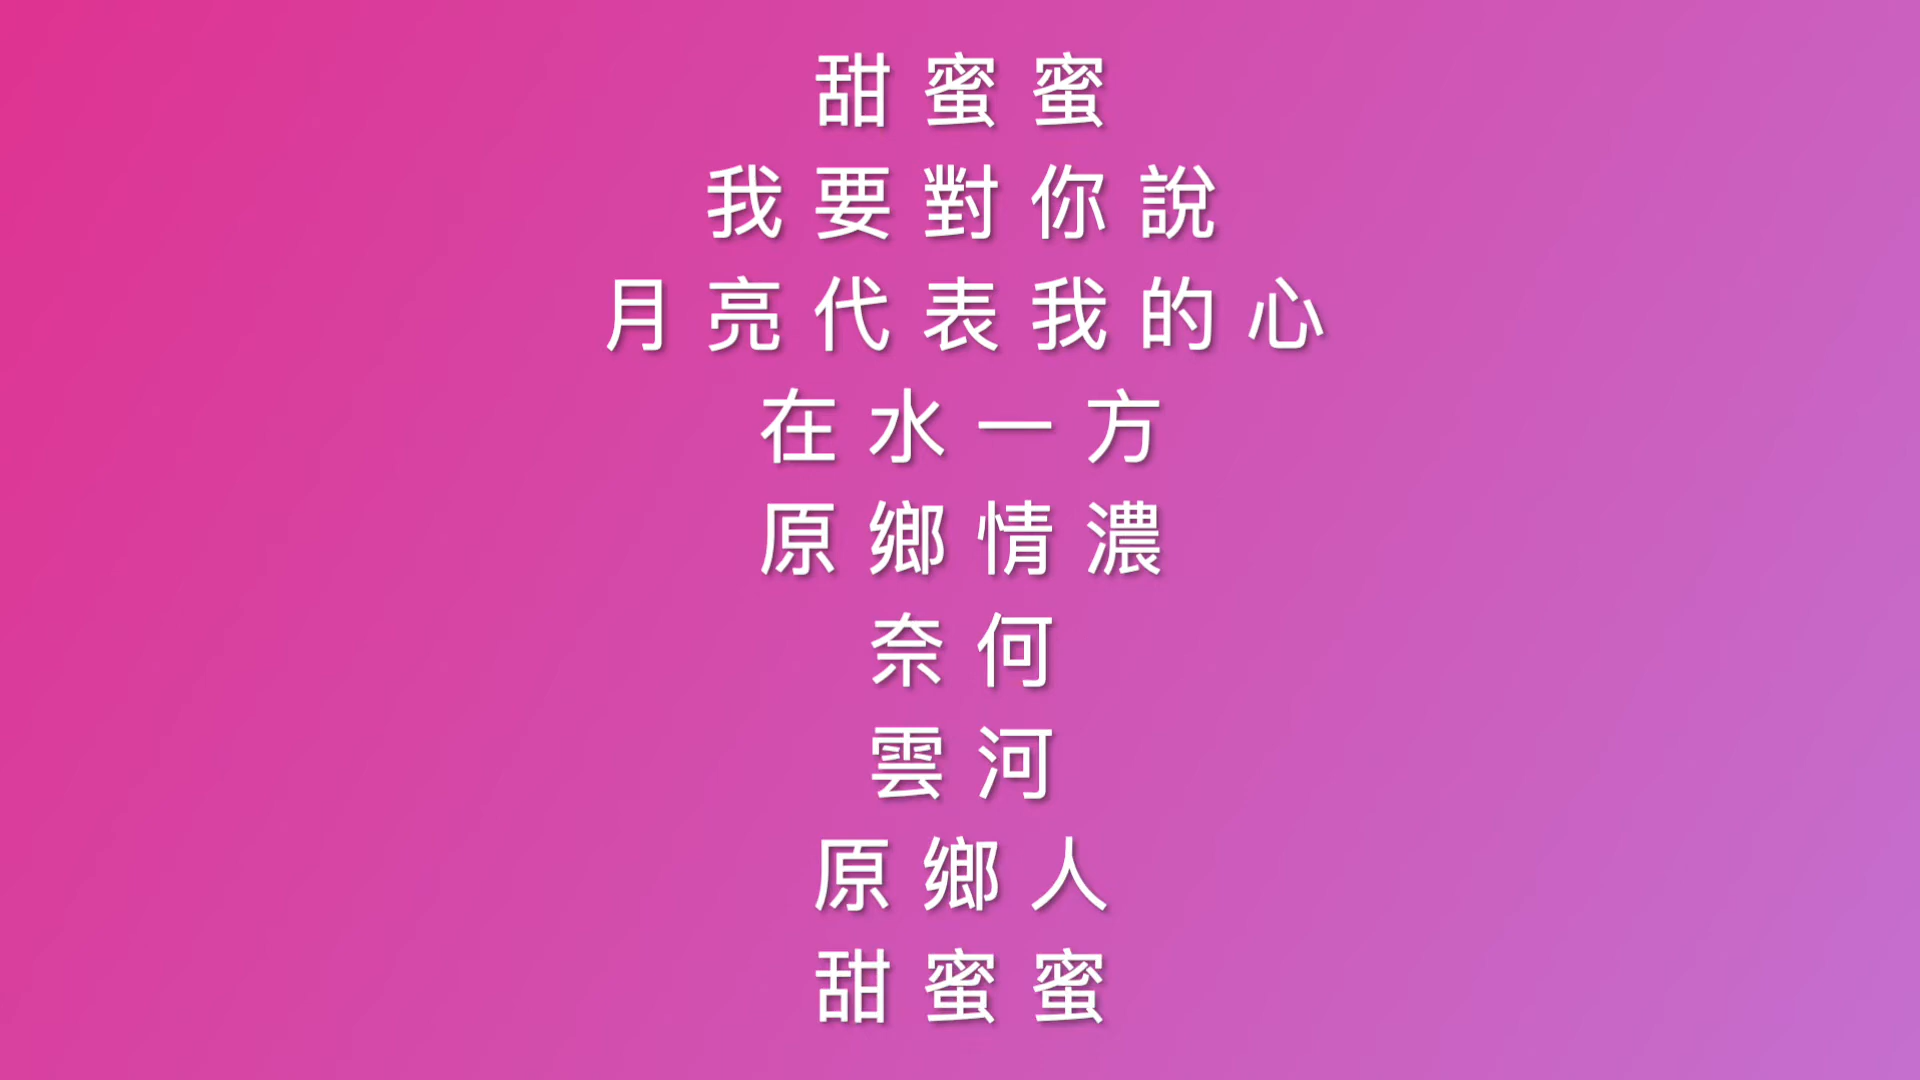 甜蜜蜜
我要對你說
月亮代表我的心
在水一方
原鄉情濃
奈何
雲河
原鄉人
甜蜜蜜